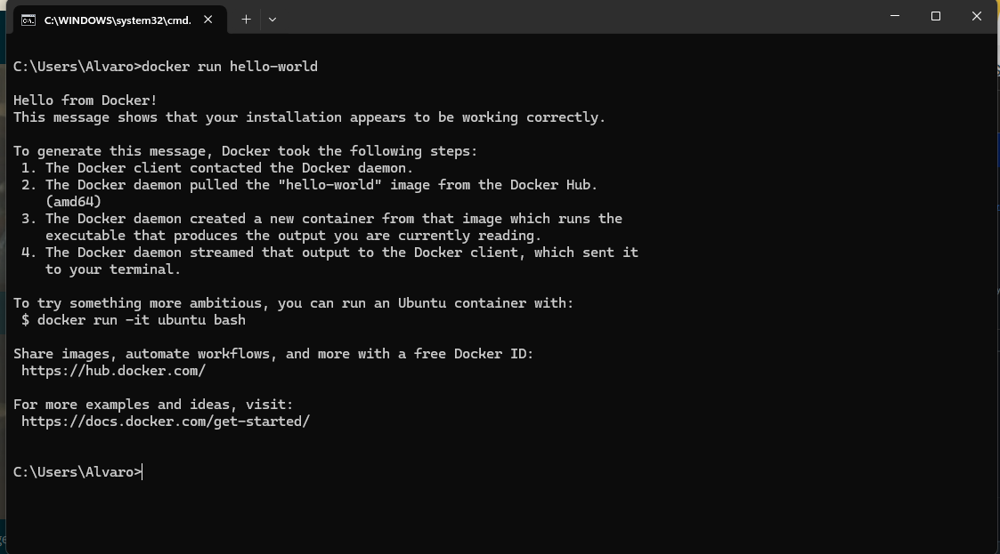 C:\WINDOWS\system32\cmd.
C:\Users\Alvaro>docker run hello-world
Hello from Docker!
This message shows that your installation appears to be working correctly.
To generate this message, Docker took the following steps:
1. The Docker client contacted the Docker daemon.
2. The Docker daemon pulled the "hello-world" image from the Docker Hub.
(amd64)
3. The Docker daemon created a new container from that image which runs the
executable that produces the output you are currently reading.
4. The Docker daemon streamed that output to the Docker client, which sent it
to your terminal.
To try something more ambitious, you can run an Ubuntu container with:
$ docker run -it ubuntu bash
Share images, automate workflows, and more with a free Docker ID:
https://hub.docker.com/
For more examples and ideas, visit:
https://docs.docker.com/get-started/
C:\Users\Alvaro>